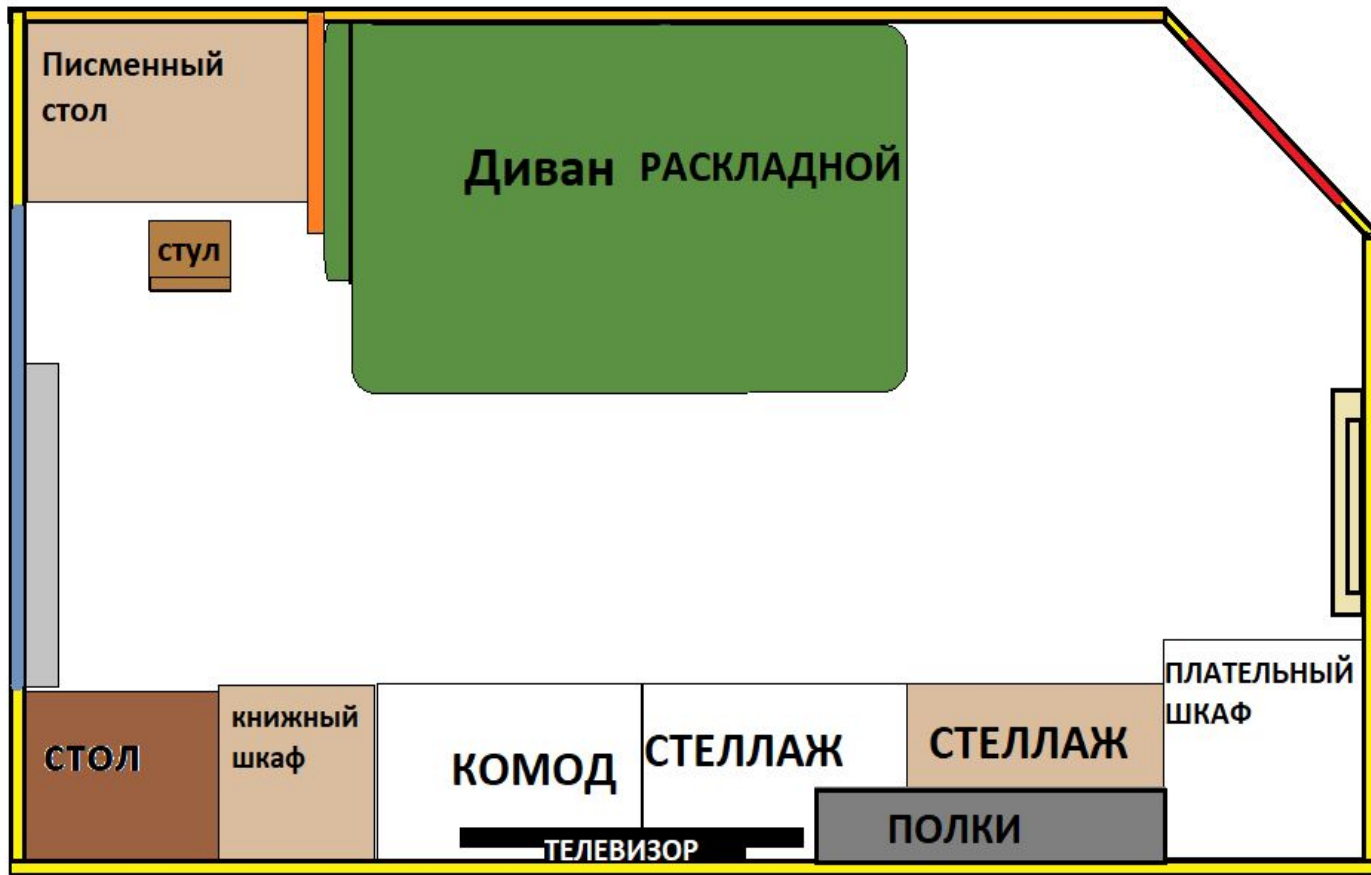 Писменный
стол
Диван РАСКЛАДНОЙ
стул
ПЛАТЕЛЬНЫЙ
ШКАФ
стол
книжный
шкаф
КОМОД
СТЕЛЛАЖ
СТЕЛЛАЖ
ПОЛКИ
ТЕЛЕВИЗОР